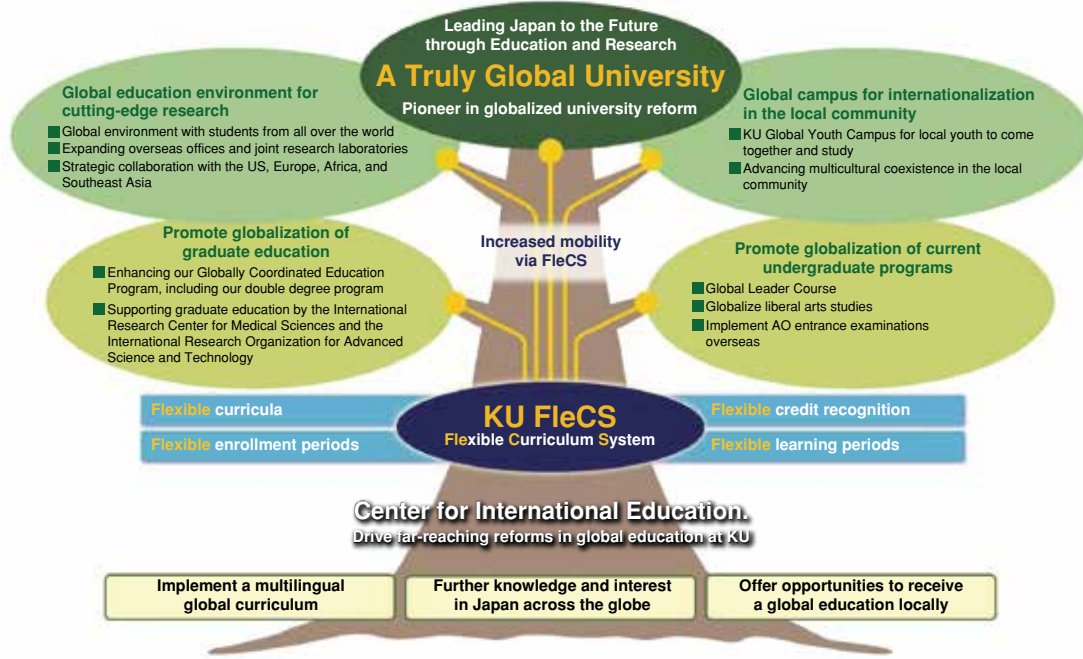 Leading Japan to the Future
through Education and Research
A Truly Global University
Pioneer in globalized university reform
Global education environment for
cutting-edge research
Global environment with students from all over the world
Expanding overseas offices and joint research laboratories
Strategic collaboration with the US, Europe, Africa, and
Southeast Asia
Global campus for internationalization
in the local community
KU Global Youth Campus for local youth to come
together and study
Advancing multicultural coexistence in the local
community
Promote globalization of
graduate education
Enhancing our Globally Coordinated Education
Program, including our double degree program
Supporting graduate education by the International
Research Center for Medical Sciences and the
International Research Organization for Advanced
Science and Technology
Increased mobility
via FleCS
Promote globalization of current
undergraduate programs
Global Leader Course
Globalize liberal arts studies
Implement AO entrance examinations
overseas
Flexible curricula
Flexible enrollment periods
KU FleCS
Flexible Curriculum System
Flexible credit recognition
Flexible learning periods
Center for International Education.
Drive far-reaching reforms in global education at KU
Implement a multilingual
global curriculum
Further knowledge and interest
in Japan across the globe
Offer opportunities to receive
a global education locally